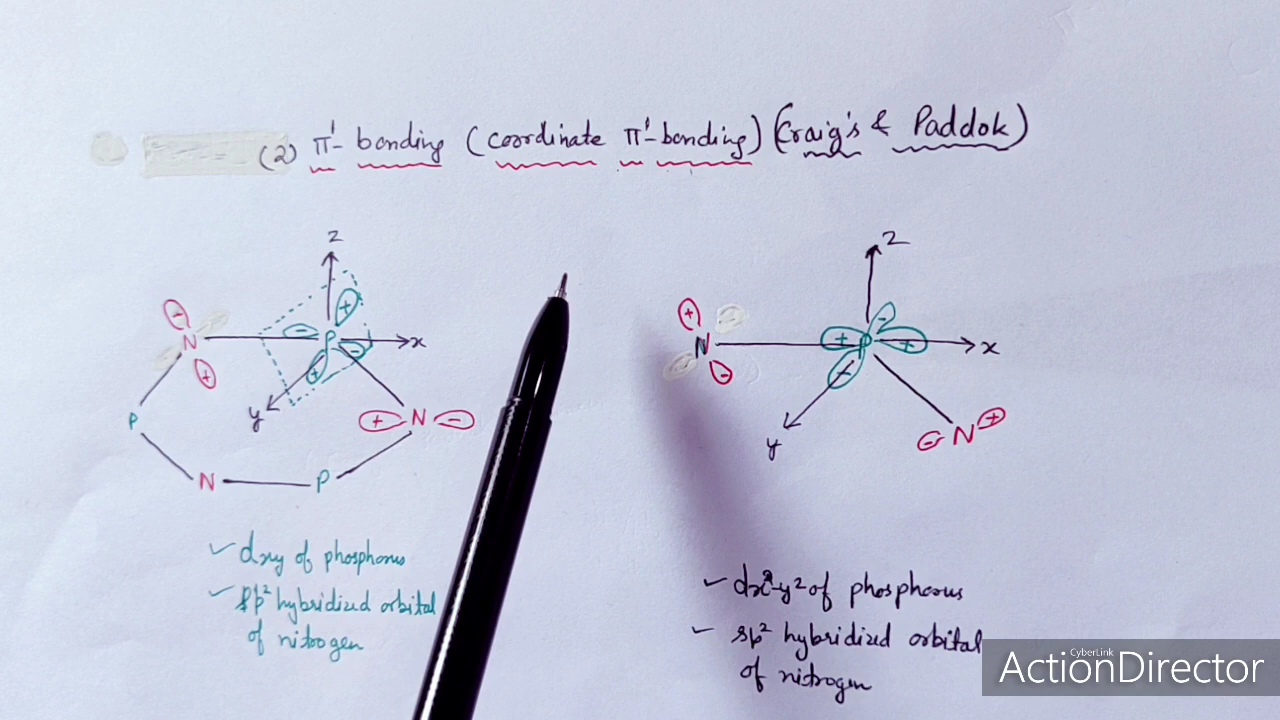 (2) π'- bonding (coordinate π'-bonding) (Craig's & Paddok)
z
N P x
y
P N
N P
✓ dxy of phosphorus
✓ sp² hybridized orbital
of nitrogen
z
N P x
y
N
✓ dx²-y² of phosphorus
✓ sp² hybridized orbital
of nitrogen
CyberLink
ActionDirector